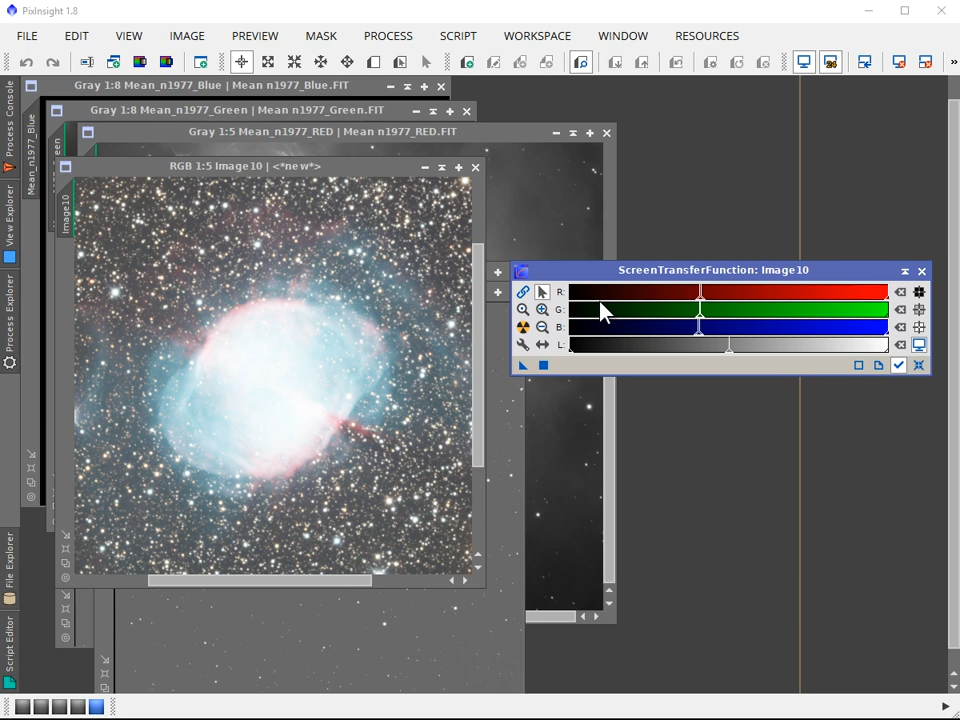 PixInsight 1.8
FILE EDIT VIEW IMAGE PREVIEW MASK PROCESS SCRIPT WORKSPACE WINDOW RESOURCES
Gray 1:8 Mean_n1977_Blue | Mean n1977_Blue.FIT
Gray 1:8 Mean_n1977_Green | Mean n1977_Green.FIT
Gray 1:5 Mean_n1977_RED | Mean n1977_RED.FIT
RGB 1:5 Image10 | <*new*>
Process Console
View Explorer
Process Explorer
File Explorer
Script Editor
Mean_n1977_Blue
een
Image10
ScreenTransferFunction: Image10
R:
G:
B:
L: